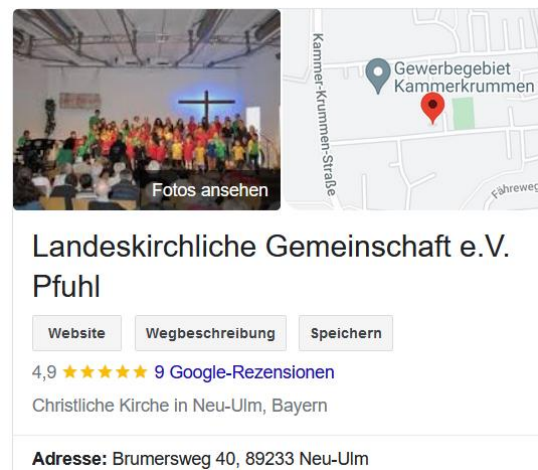 Fotos ansehen
Kammer-Krummen-Straße
Gewerbegebiet
Kammerkrummen
Fähreweg
Landeskirchliche Gemeinschaft e.V.
Pfuhl
Website Wegbeschreibung Speichern
4,9 9 Google-Rezensionen
Christliche Kirche in Neu-Ulm, Bayern
Adresse: Brumersweg 40, 89233 Neu-Ulm